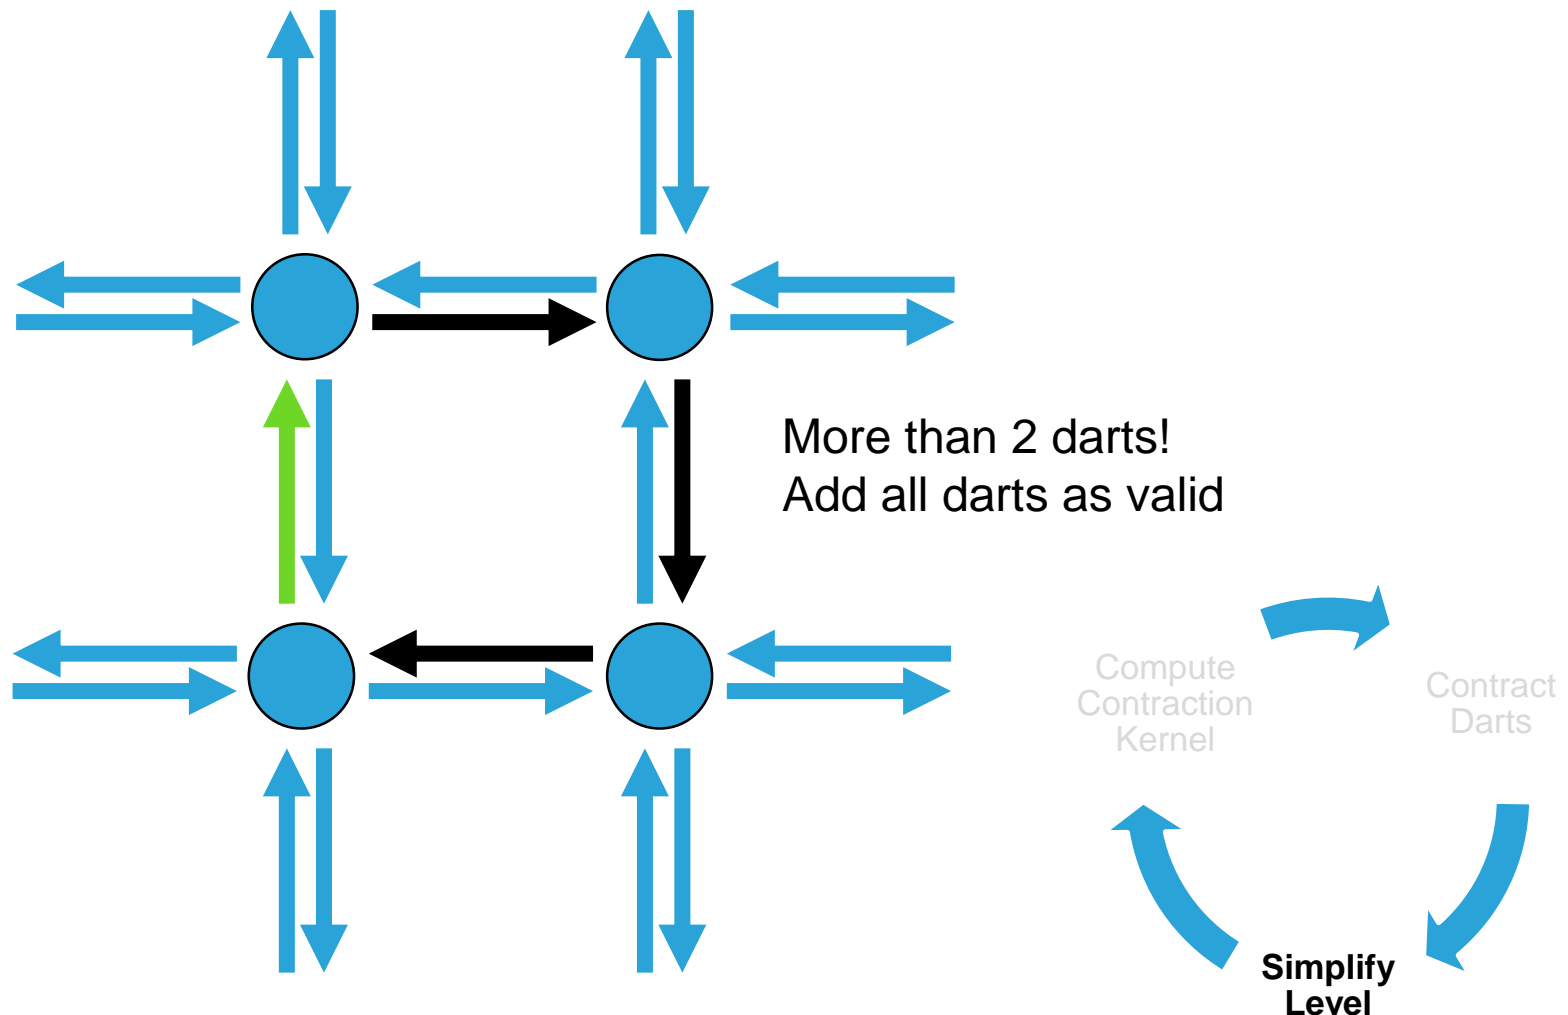 More than 2 darts!
Add all darts as valid
Compute
Contraction
Kernel
Contract
Darts
Simplify
Level